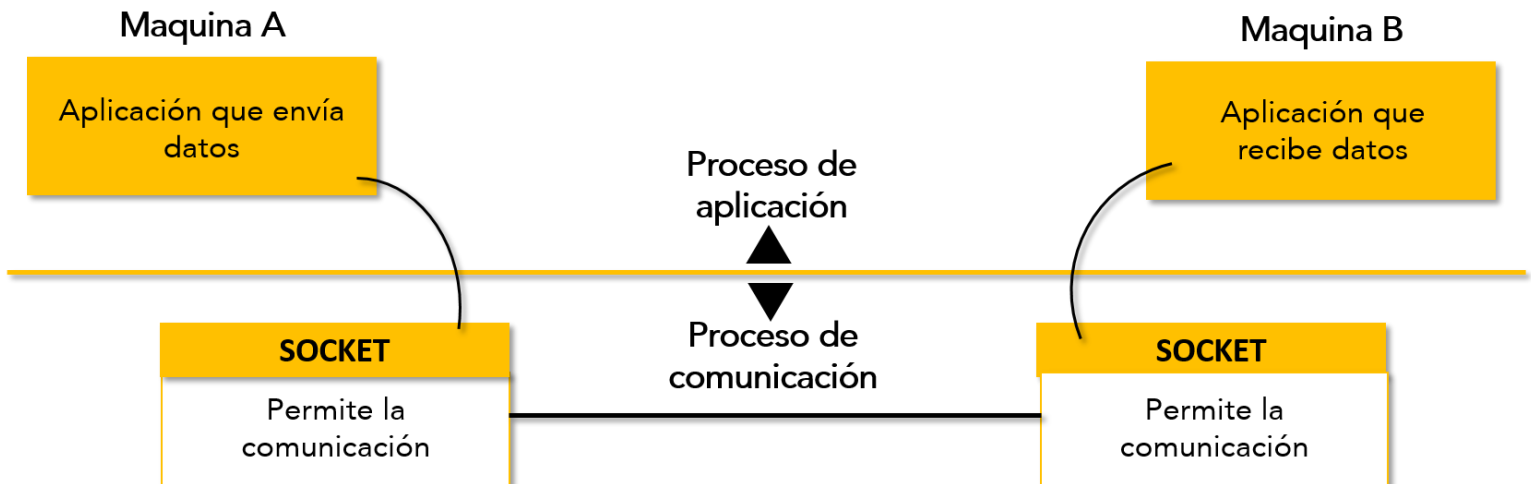 Maquina A
Maquina B
Aplicación que envía
datos
Aplicación que
recibe datos
Proceso de
aplicación
Proceso de
comunicación
SOCKET
Permite la
comunicación
SOCKET
Permite la
comunicación